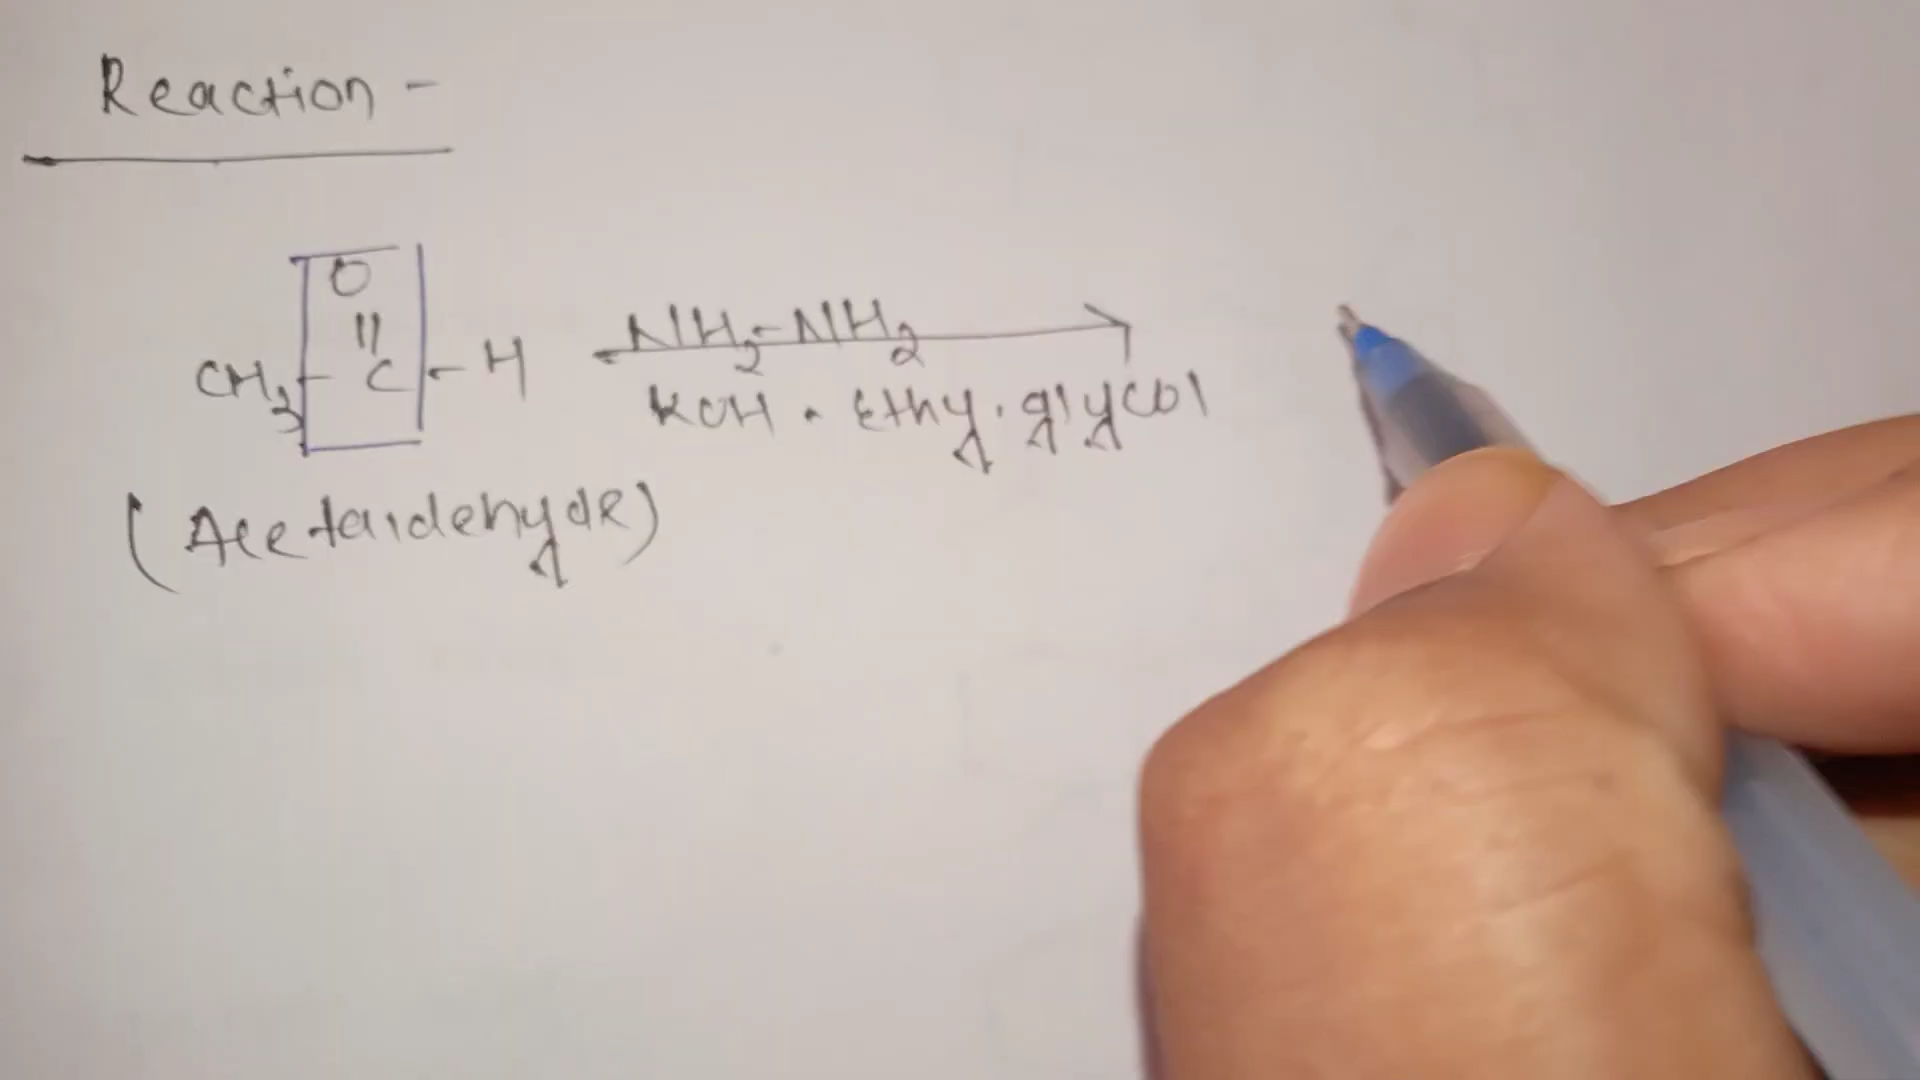 Reaction -
O
||
CH3 - C - H NH2-NH2
KOH . Ethy. glycol
(Acetaldehyde)